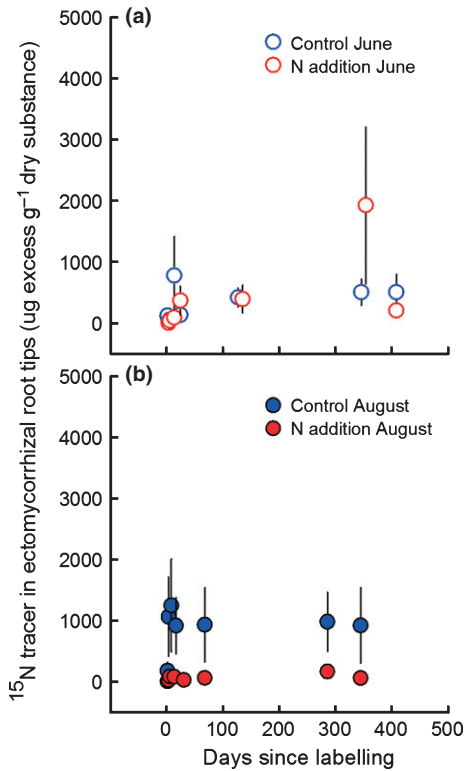 (a)
Control June
N addition June
5000
4000
3000
2000
1000
0
(b)
Control August
N addition August
5000
4000
3000
2000
1000
0
0 100 200 300 400 500
Days since labelling
¹⁵N tracer in ectomycorrhizal root tips (ug excess g⁻¹ dry substance)